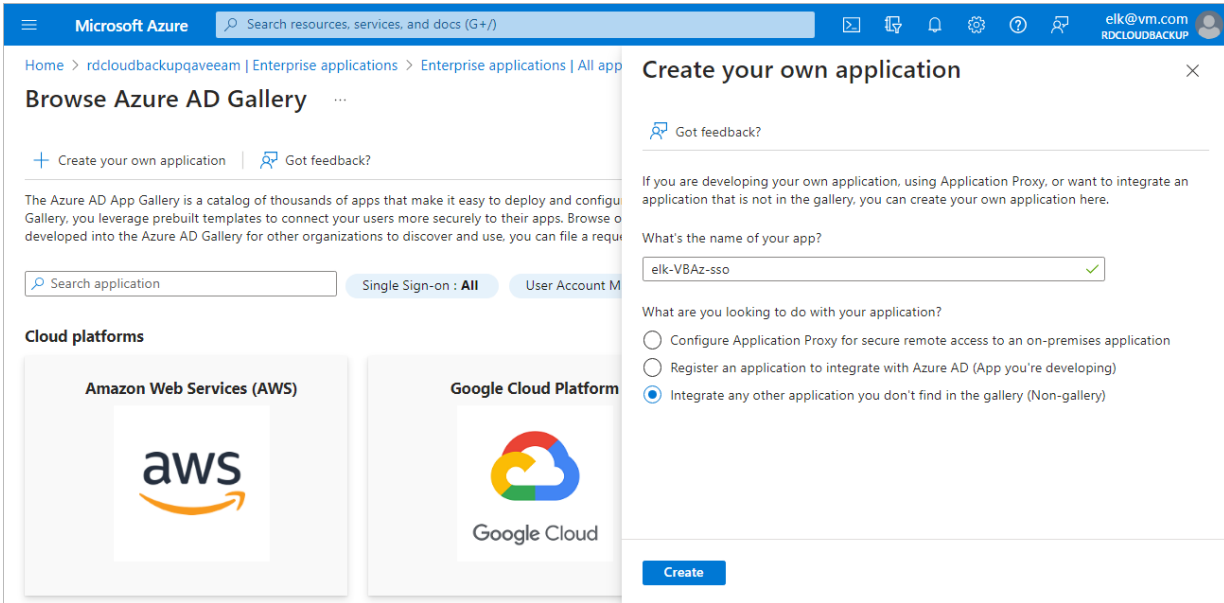 Microsoft Azure
Search resources, services, and docs (G+/)
elk@vm.com
RDCLOUDBACKUP
Home > rdcloudbackupqaveeam | Enterprise applications > Enterprise applications | All app
Browse Azure AD Gallery ...
+ Create your own application
Got feedback?
The Azure AD App Gallery is a catalog of thousands of apps that make it easy to deploy and configu
Gallery, you leverage prebuilt templates to connect your users more securely to their apps. Browse o
developed into the Azure AD Gallery for other organizations to discover and use, you can file a reque
Search application
Single Sign-on : All
User Account M
Cloud platforms
Amazon Web Services (AWS)
aws
Google Cloud Platform
Google Cloud
Create your own application
Got feedback?
If you are developing your own application, using Application Proxy, or want to integrate an
application that is not in the gallery, you can create your own application here.
What's the name of your app?
elk-VBAz-sso
What are you looking to do with your application?
Configure Application Proxy for secure remote access to an on-premises application
Register an application to integrate with Azure AD (App you're developing)
Integrate any other application you don't find in the gallery (Non-gallery)
Create